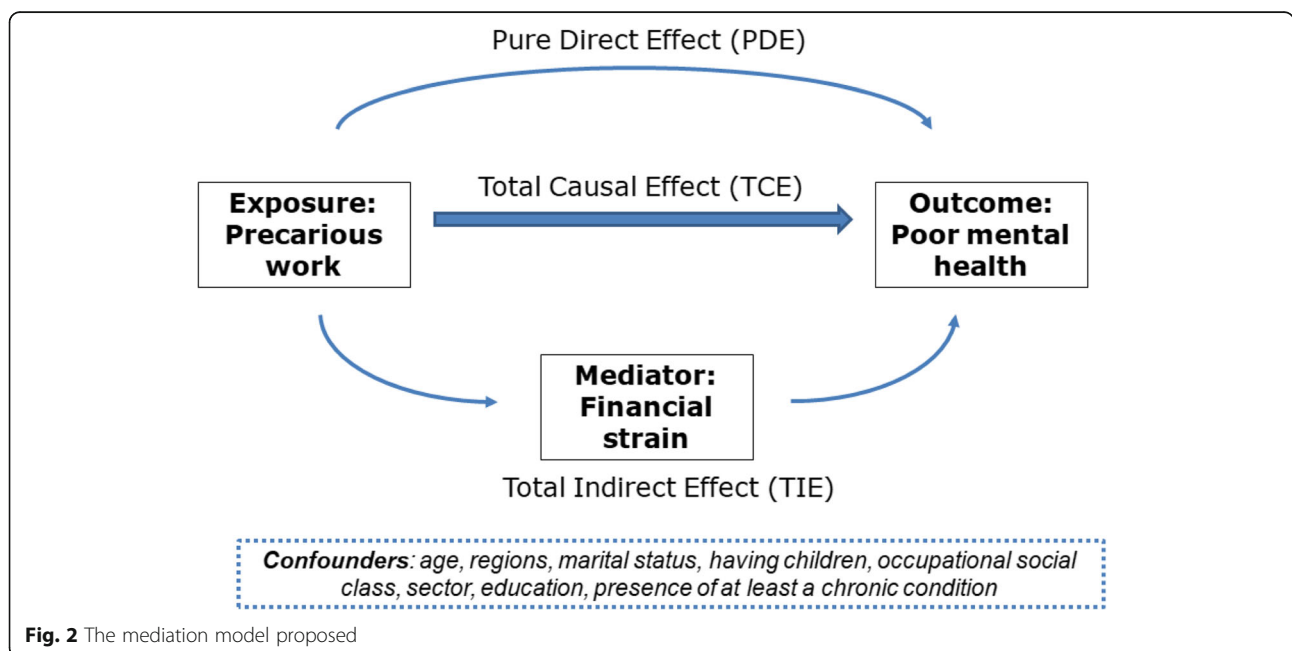 Pure Direct Effect (PDE)
Total Causal Effect (TCE)
Exposure:
Precarious
work
Outcome:
Poor mental
health
Mediator:
Financial
strain
Total Indirect Effect (TIE)
Confounders: age, regions, marital status, having children, occupational social
class, sector, education, presence of at least a chronic condition
Fig. 2 The mediation model proposed